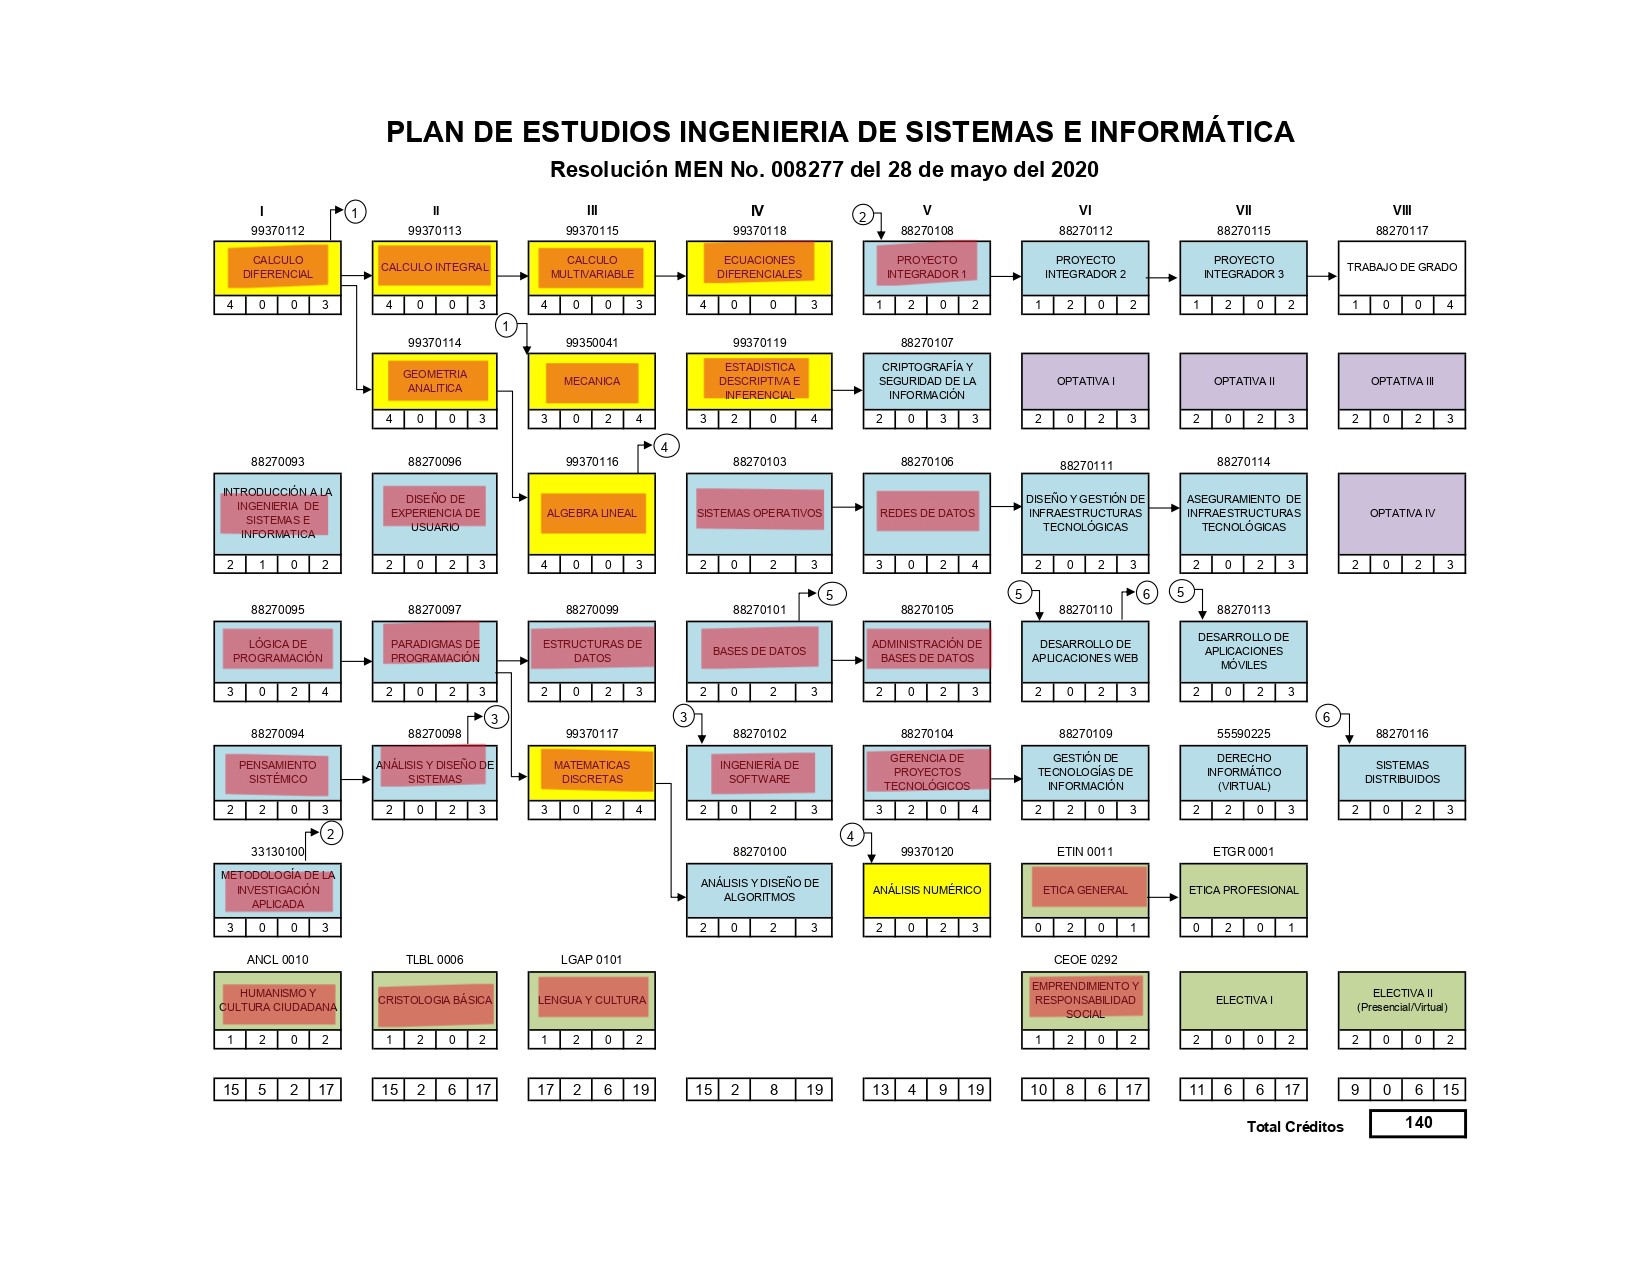 PLAN DE ESTUDIOS INGENIERIA DE SISTEMAS E INFORMÁTICA
Resolución MEN No. 008277 del 28 de mayo del 2020
I II III IV V VI VII VIII
1
2
99370112 99370113 99370115 99370118 88270108 88270112 88270115 88270117
CALCULO
DIFERENCIAL
4 0 0 3
CALCULO INTEGRAL
4 0 0 3
CALCULO
MULTIVARIABLE
4 0 0 3
ECUACIONES
DIFERENCIALES
4 0 0 3
PROYECTO
INTEGRADOR 1
1 2 0 2
PROYECTO
INTEGRADOR 2
1 2 0 2
PROYECTO
INTEGRADOR 3
1 2 0 2
TRABAJO DE GRADO
1 0 0 4
1
99370114 99350041 99370119 88270107
GEOMETRIA
ANALITICA
4 0 0 3
MECANICA
3 0 2 4
ESTADISTICA
DESCRIPTIVA E
INFERENCIAL
3 2 0 4
CRIPTOGRAFÍA Y
SEGURIDAD DE LA
INFORMACIÓN
2 0 3 3
OPTATIVA I
2 0 2 3
OPTATIVA II
2 0 2 3
OPTATIVA III
2 0 2 3
4
88270093 88270096 99370116 88270103 88270106 88270111 88270114
INTRODUCCIÓN A LA
INGENIERIA DE
SISTEMAS E
INFORMATICA
2 1 0 2
DISEÑO DE
EXPERIENCIA DE
USUARIO
2 0 2 3
ALGEBRA LINEAL
4 0 0 3
SISTEMAS OPERATIVOS
2 0 2 3
REDES DE DATOS
3 0 2 4
DISEÑO Y GESTIÓN DE
INFRAESTRUCTURAS
TECNOLÓGICAS
2 0 2 3
ASEGURAMIENTO DE
INFRAESTRUCTURAS
TECNOLÓGICAS
2 0 2 3
OPTATIVA IV
2 0 2 3
5 5 6 5
88270095 88270097 88270099 88270101 88270105 88270110 88270113
LÓGICA DE
PROGRAMACIÓN
3 0 2 4
PARADIGMAS DE
PROGRAMACIÓN
2 0 2 3
ESTRUCTURAS DE
DATOS
2 0 2 3
BASES DE DATOS
2 0 2 3
ADMINISTRACIÓN DE
BASES DE DATOS
2 0 2 3
DESARROLLO DE
APLICACIONES WEB
2 0 2 3
DESARROLLO DE
APLICACIONES
MÓVILES
2 0 2 3
3 3 6
88270094 88270098 99370117 88270102 88270104 88270109 55590225 88270116
PENSAMIENTO
SISTÉMICO
2 2 0 3
ANÁLISIS Y DISEÑO DE
SISTEMAS
2 0 2 3
MATEMATICAS
DISCRETAS
3 0 2 4
INGENIERÍA DE
SOFTWARE
2 0 2 3
GERENCIA DE
PROYECTOS
TECNOLÓGICOS
3 2 0 4
GESTIÓN DE
TECNOLOGÍAS DE
INFORMACIÓN
2 2 0 3
DERECHO
INFORMÁTICO
(VIRTUAL)
2 2 0 3
SISTEMAS
DISTRIBUIDOS
2 0 2 3
2 4
33130100 88270100 99370120 ETIN 0011 ETGR 0001
METODOLOGÍA DE LA
INVESTIGACIÓN
APLICADA
3 0 0 3
ANÁLISIS Y DISEÑO DE
ALGORITMOS
2 0 2 3
ANÁLISIS NUMÉRICO
2 0 2 3
ETICA GENERAL
0 2 0 1
ETICA PROFESIONAL
0 2 0 1
ANCL 0010 TLBL 0006 LGAP 0101 CEOE 0292
HUMANISMO Y
CULTURA CIUDADANA
1 2 0 2
CRISTOLOGIA BÁSICA
1 2 0 2
LENGUA Y CULTURA
1 2 0 2
EMPRENDIMIENTO Y
RESPONSABILIDAD
SOCIAL
1 2 0 2
ELECTIVA I
2 0 0 2
ELECTIVA II
(Presencial/Virtual)
2 0 0 2
15 5 2 17 15 2 6 17 17 2 6 19 15 2 8 19 13 4 9 19 10 8 6 17 11 6 6 17 9 0 6 15
Total Créditos 140